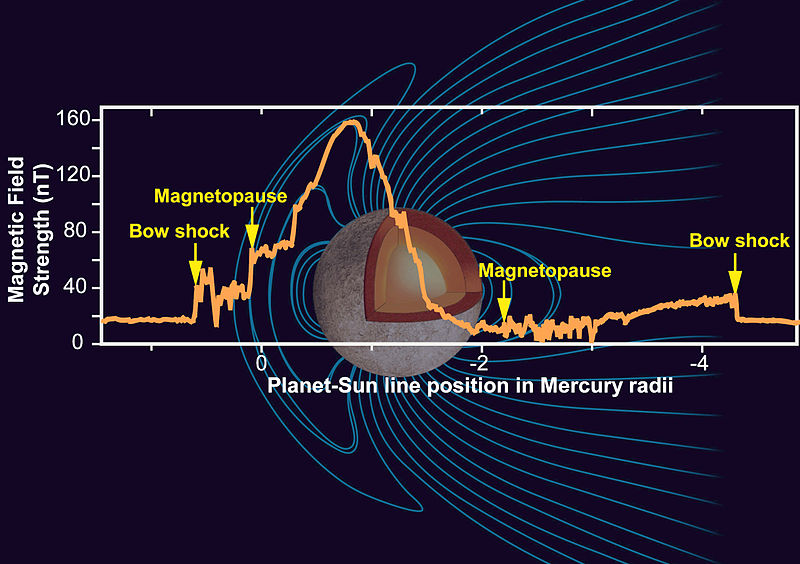 160
120
80
40
0
Magnetic Field
Strength (nT)
Magnetopause
Bow shock
Magnetopause
Bow shock
0
-2
-4
Planet-Sun line position in Mercury radii